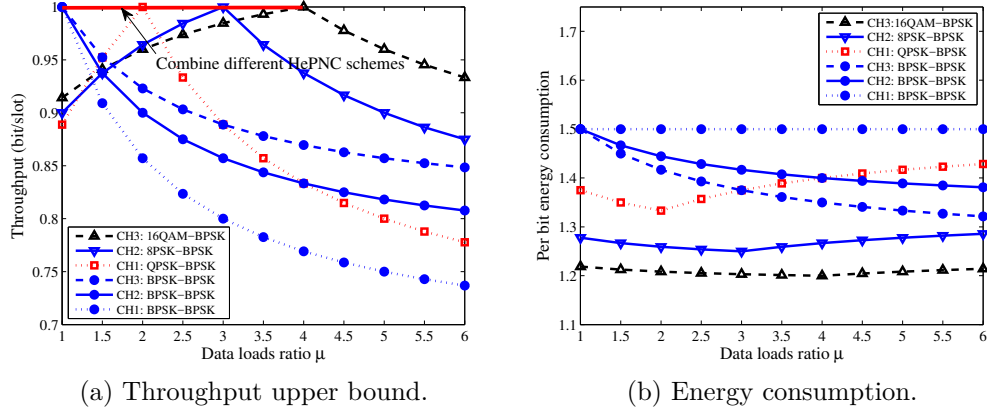 Throughput (bit/slot)
1
0.95
0.9
0.85
0.8
0.75
0.7
Combine different HePNC schemes
CH3: 16QAM−BPSK
CH2: 8PSK−BPSK
CH1: QPSK−BPSK
CH3: BPSK−BPSK
CH2: BPSK−BPSK
CH1: BPSK−BPSK
1 1.5 2 2.5 3 3.5 4 4.5 5 5.5 6
Data loads ratio μ
(a) Throughput upper bound.
Per bit energy consumption
1.7
1.6
1.5
1.4
1.3
1.2
1.1
CH3:16QAM−BPSK
CH2: 8PSK−BPSK
CH1: QPSK−BPSK
CH3: BPSK−BPSK
CH2: BPSK−BPSK
CH1: BPSK−BPSK
1 1.5 2 2.5 3 3.5 4 4.5 5 5.5 6
Data loads ratio μ
(b) Energy consumption.